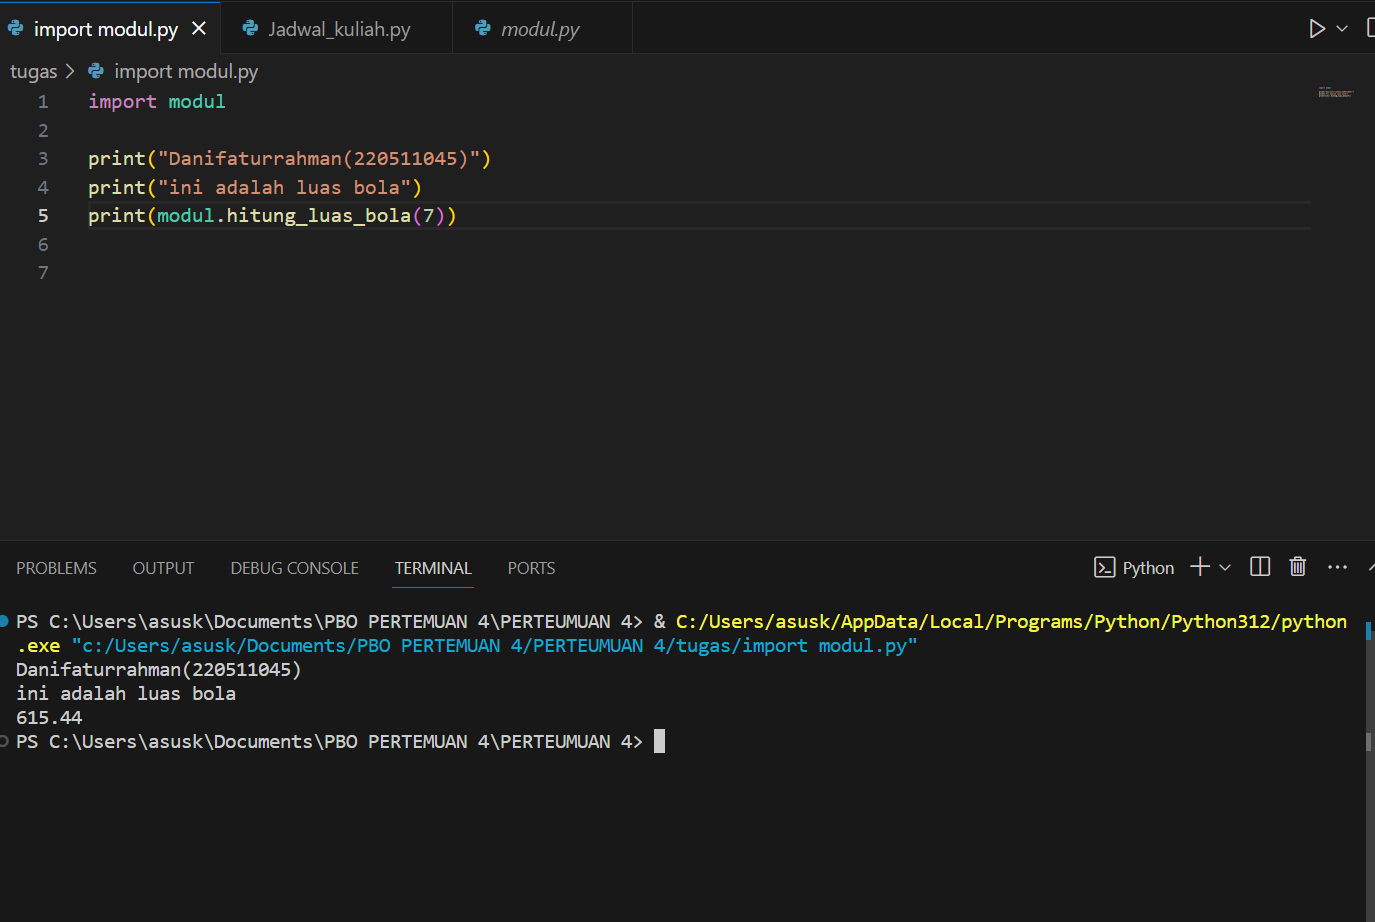 import modul.py Jadwal_kuliah.py modul.py
tugas > import modul.py
1 import modul
2
3 print("Danifaturrahman(220511045)")
4 print("ini adalah luas bola")
5 print(modul.hitung_luas_bola(7))
6
7
PROBLEMS OUTPUT DEBUG CONSOLE TERMINAL PORTS Python
PS C:\Users\asusk\Documents\PBO PERTEMUAN 4\PERTEUMUAN 4> & C:/Users/asusk/AppData/Local/Programs/Python/Python312/python
.exe "c:/Users/asusk/Documents/PBO PERTEMUAN 4/PERTEUMUAN 4/tugas/import modul.py"
Danifaturrahman(220511045)
ini adalah luas bola
615.44
PS C:\Users\asusk\Documents\PBO PERTEMUAN 4\PERTEUMUAN 4>